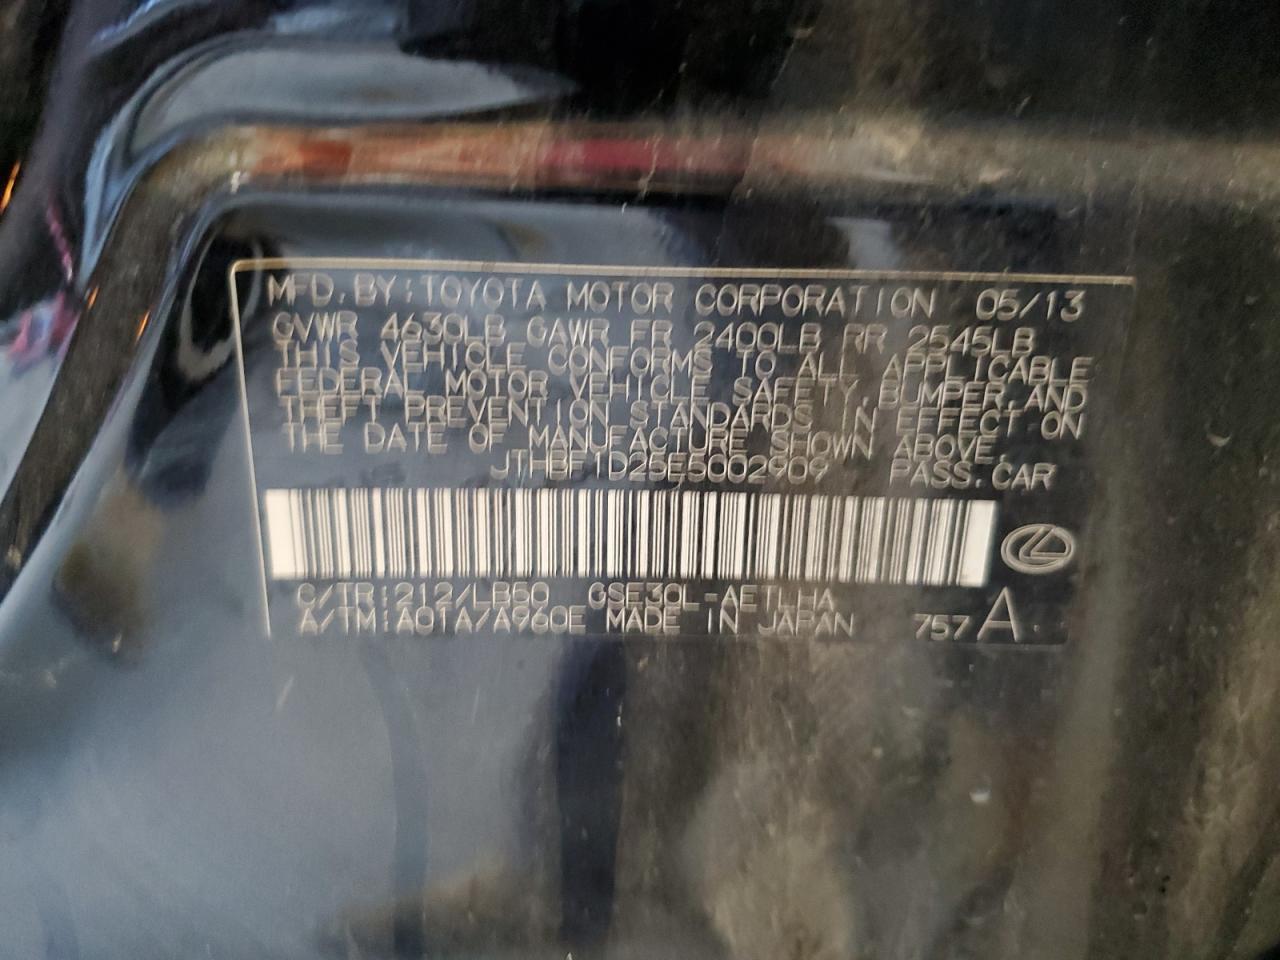 MFD. BY: TOYOTA MOTOR CORPORATION 05/13
GVWR 4630LB GAWR FR 2400LB RR 2545LB
THIS VEHICLE CONFORMS TO ALL APPLICABLE
FEDERAL MOTOR VEHICLE SAFETY, BUMPER AND
THEFT PREVENTION STANDARDS IN EFFECT ON
THE DATE OF MANUFACTURE SHOWN ABOVE.
JTHBF1D25E5002909 PASS. CAR
C/TR:212/LB50 GSE30L-AETLHA
A/TM:A01A/A960E MADE IN JAPAN 757 A